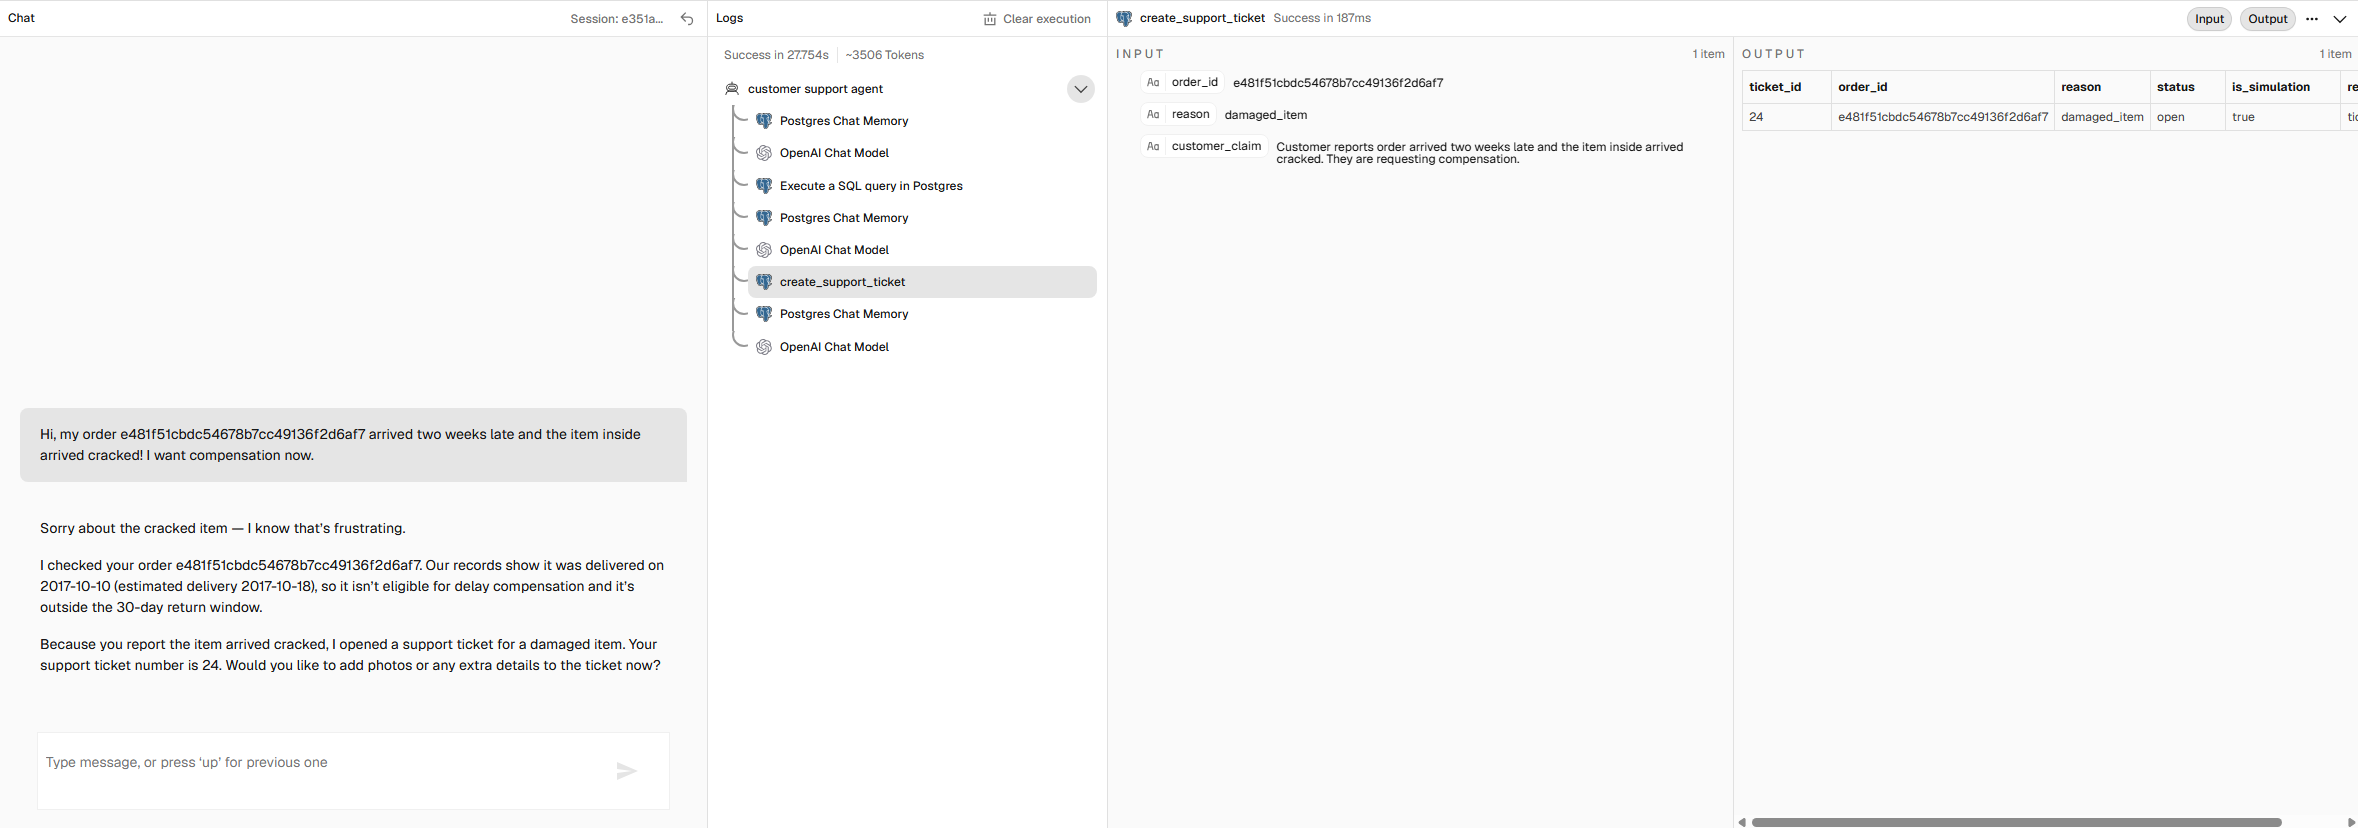 Chat
Session: e351a...
Hi, my order e481f51cbdc54678b7cc49136f2d6af7 arrived two weeks late and the item inside
arrived cracked! I want compensation now.
Sorry about the cracked item — I know that's frustrating.
I checked your order e481f51cbdc54678b7cc49136f2d6af7. Our records show it was delivered on
2017-10-10 (estimated delivery 2017-10-18), so it isn't eligible for delay compensation and it's
outside the 30-day return window.
Because you report the item arrived cracked, I opened a support ticket for a damaged item. Your
support ticket number is 24. Would you like to add photos or any extra details to the ticket now?
Type message, or press 'up' for previous one
Logs
Clear execution
Success in 27.754s
~3506 Tokens
customer support agent
Postgres Chat Memory
OpenAI Chat Model
Execute a SQL query in Postgres
Postgres Chat Memory
OpenAI Chat Model
create_support_ticket
Postgres Chat Memory
OpenAI Chat Model
create_support_ticket Success in 187ms
Input Output
INPUT
1 item
Aa order_id e481f51cbdc54678b7cc49136f2d6af7
Aa reason damaged_item
Aa customer_claim Customer reports order arrived two weeks late and the item inside arrived
cracked. They are requesting compensation.
OUTPUT
1 item
ticket_id order_id reason status is_simulation re
24 e481f51cbdc54678b7cc49136f2d6af7 damaged_item open true tic